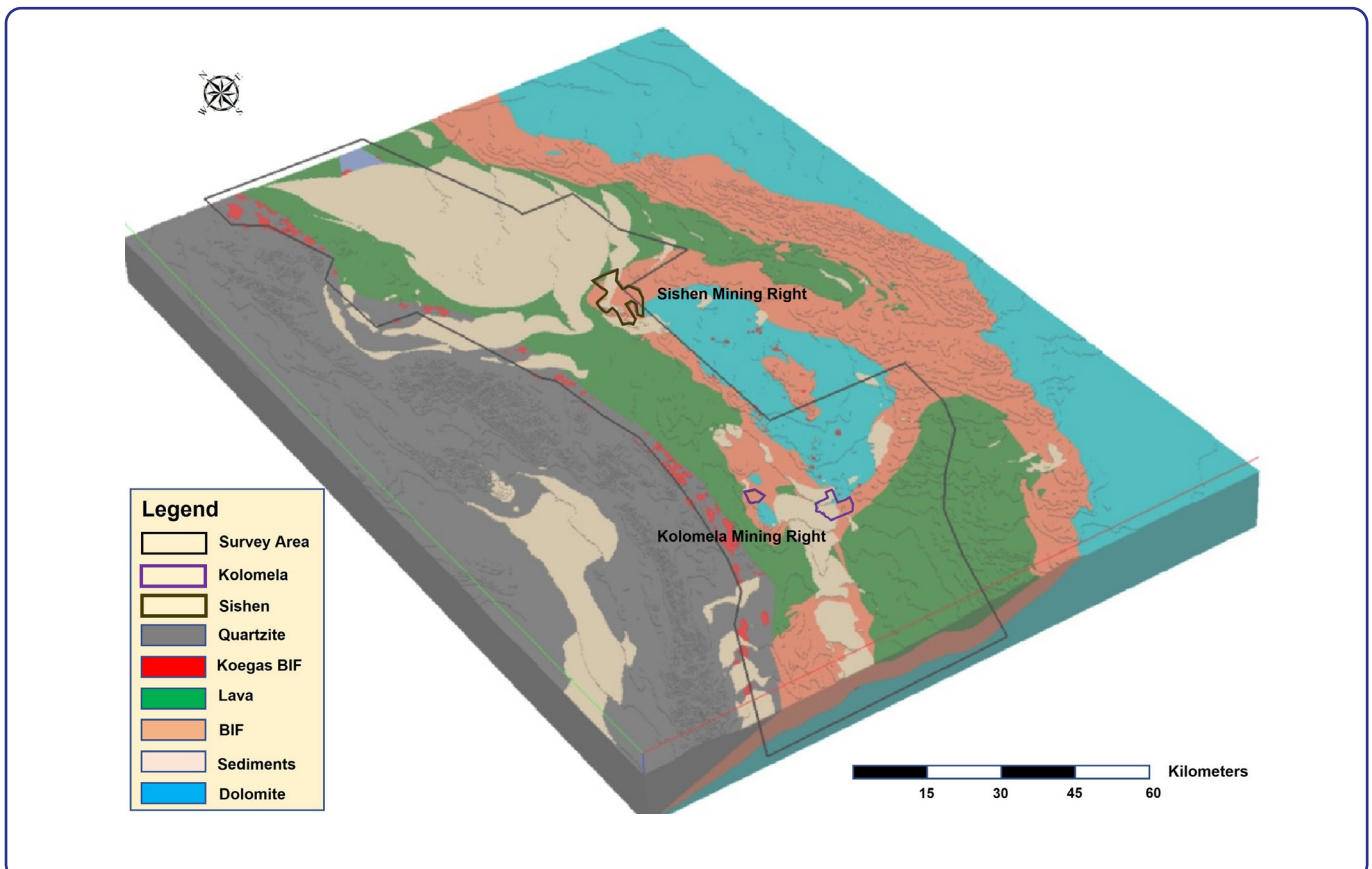 N
E
W
S
Sishen Mining Right
Kolomela Mining Right
Legend
Survey Area
Kolomela
Sishen
Quartzite
Koegas BIF
Lava
BIF
Sediments
Dolomite
Kilometers
15 30 45 60